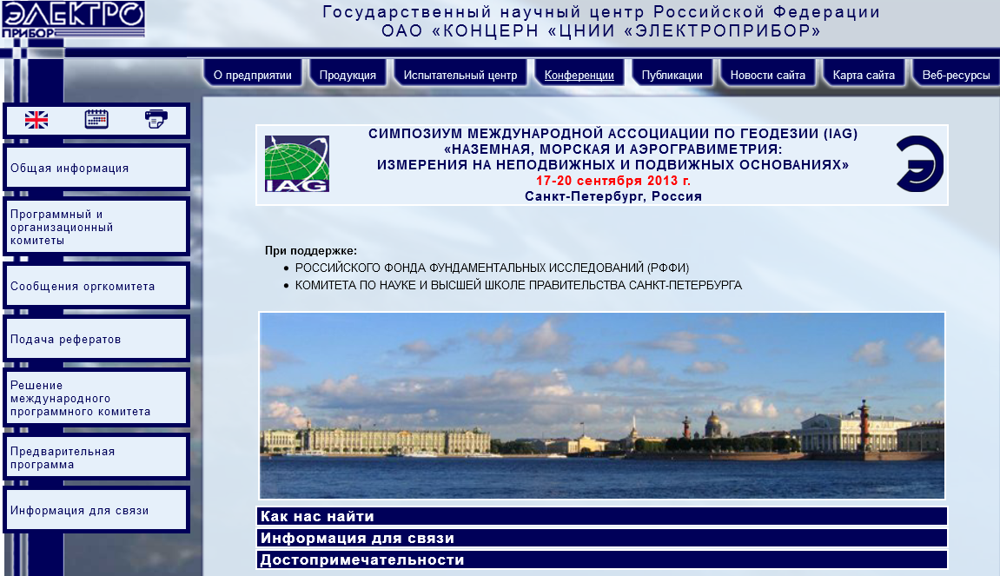 ЭЛЕКТРО
ПРИБОР
Государственный научный центр Российской Федерации
ОАО «КОНЦЕРН «ЦНИИ «ЭЛЕКТРОПРИБОР»
О предприятии
Продукция
Испытательный центр
Конференции
Публикации
Новости сайта
Карта сайта
Веб-ресурсы
Общая информация
Программный и
организационный
комитеты
Сообщения оргкомитета
Подача рефератов
Решение
международного
программного комитета
Предварительная
программа
Информация для связи
IAG
СИМПОЗИУМ МЕЖДУНАРОДНОЙ АССОЦИАЦИИ ПО ГЕОДЕЗИИ (IAG)
«НАЗЕМНАЯ, МОРСКАЯ И АЭРОГРАВИМЕТРИЯ:
ИЗМЕРЕНИЯ НА НЕПОДВИЖНЫХ И ПОДВИЖНЫХ ОСНОВАНИЯХ»
17-20 сентября 2013 г.
Санкт-Петербург, Россия
Э
При поддержке:
РОССИЙСКОГО ФОНДА ФУНДАМЕНТАЛЬНЫХ ИССЛЕДОВАНИЙ (РФФИ)
КОМИТЕТА ПО НАУКЕ И ВЫСШЕЙ ШКОЛЕ ПРАВИТЕЛЬСТВА САНКТ-ПЕТЕРБУРГА
Как нас найти
Информация для связи
Достопримечательности